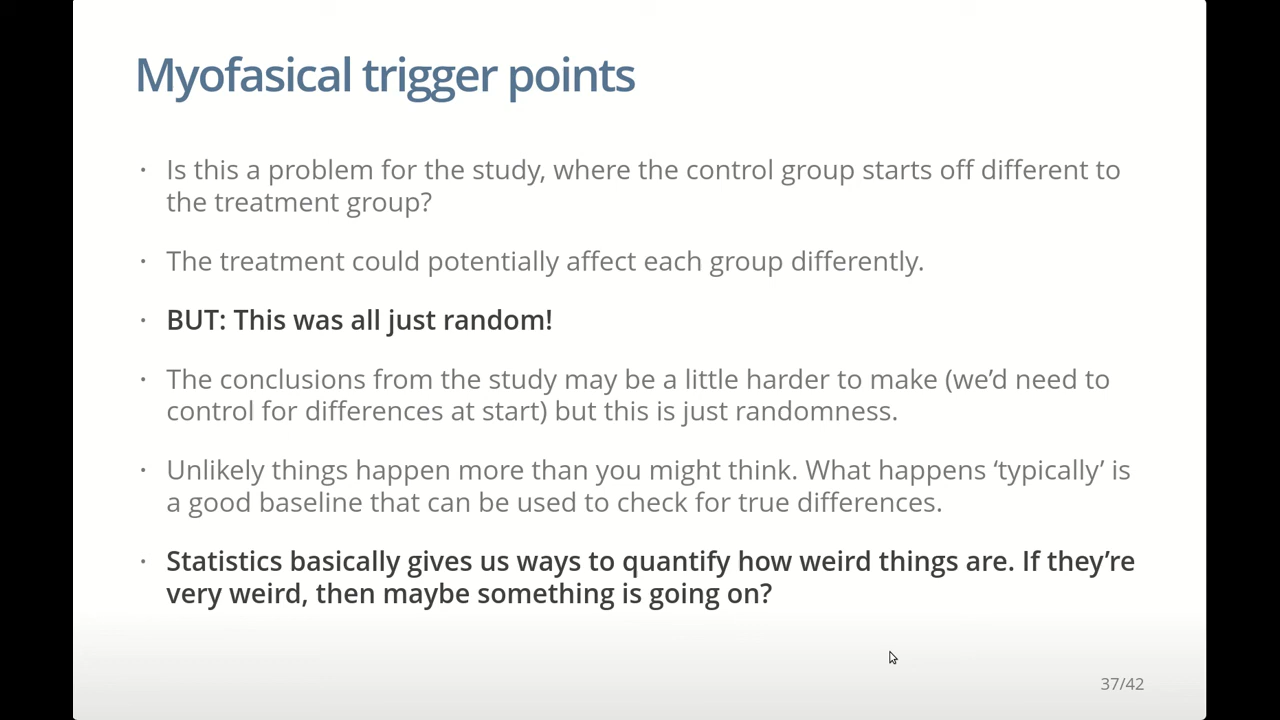 Myofasical trigger points
· Is this a problem for the study, where the control group starts off different to
the treatment group?
· The treatment could potentially affect each group differently.
· BUT: This was all just random!
· The conclusions from the study may be a little harder to make (we’d need to
control for differences at start) but this is just randomness.
· Unlikely things happen more than you might think. What happens ‘typically’ is
a good baseline that can be used to check for true differences.
· Statistics basically gives us ways to quantify how weird things are. If they’re
very weird, then maybe something is going on?
37/42